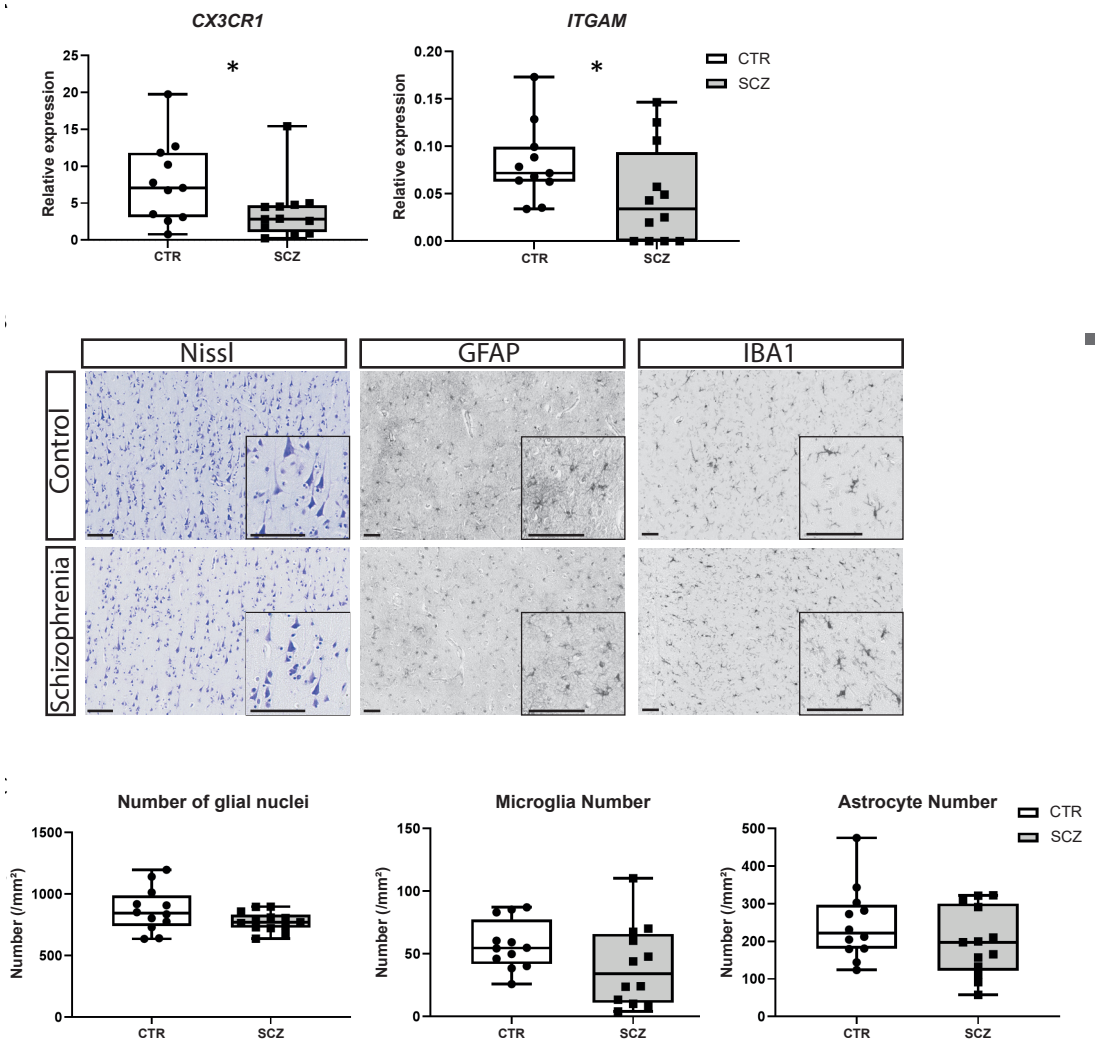 CX3CR1
ITGAM
Relative expression
25
20
15
10
5
0
*
CTR
SCZ
Relative expression
0.20
0.15
0.10
0.05
0.00
*
CTR
SCZ
CTR
SCZ
Nissl
GFAP
IBA1
Control
Schizophrenia
Number of glial nuclei
Number (/mm²)
1500
1000
500
0
CTR
SCZ
Microglia Number
Number (/mm²)
150
100
50
0
CTR
SCZ
Astrocyte Number
Number (/mm²)
500
400
300
200
100
0
CTR
SCZ
CTR
SCZ